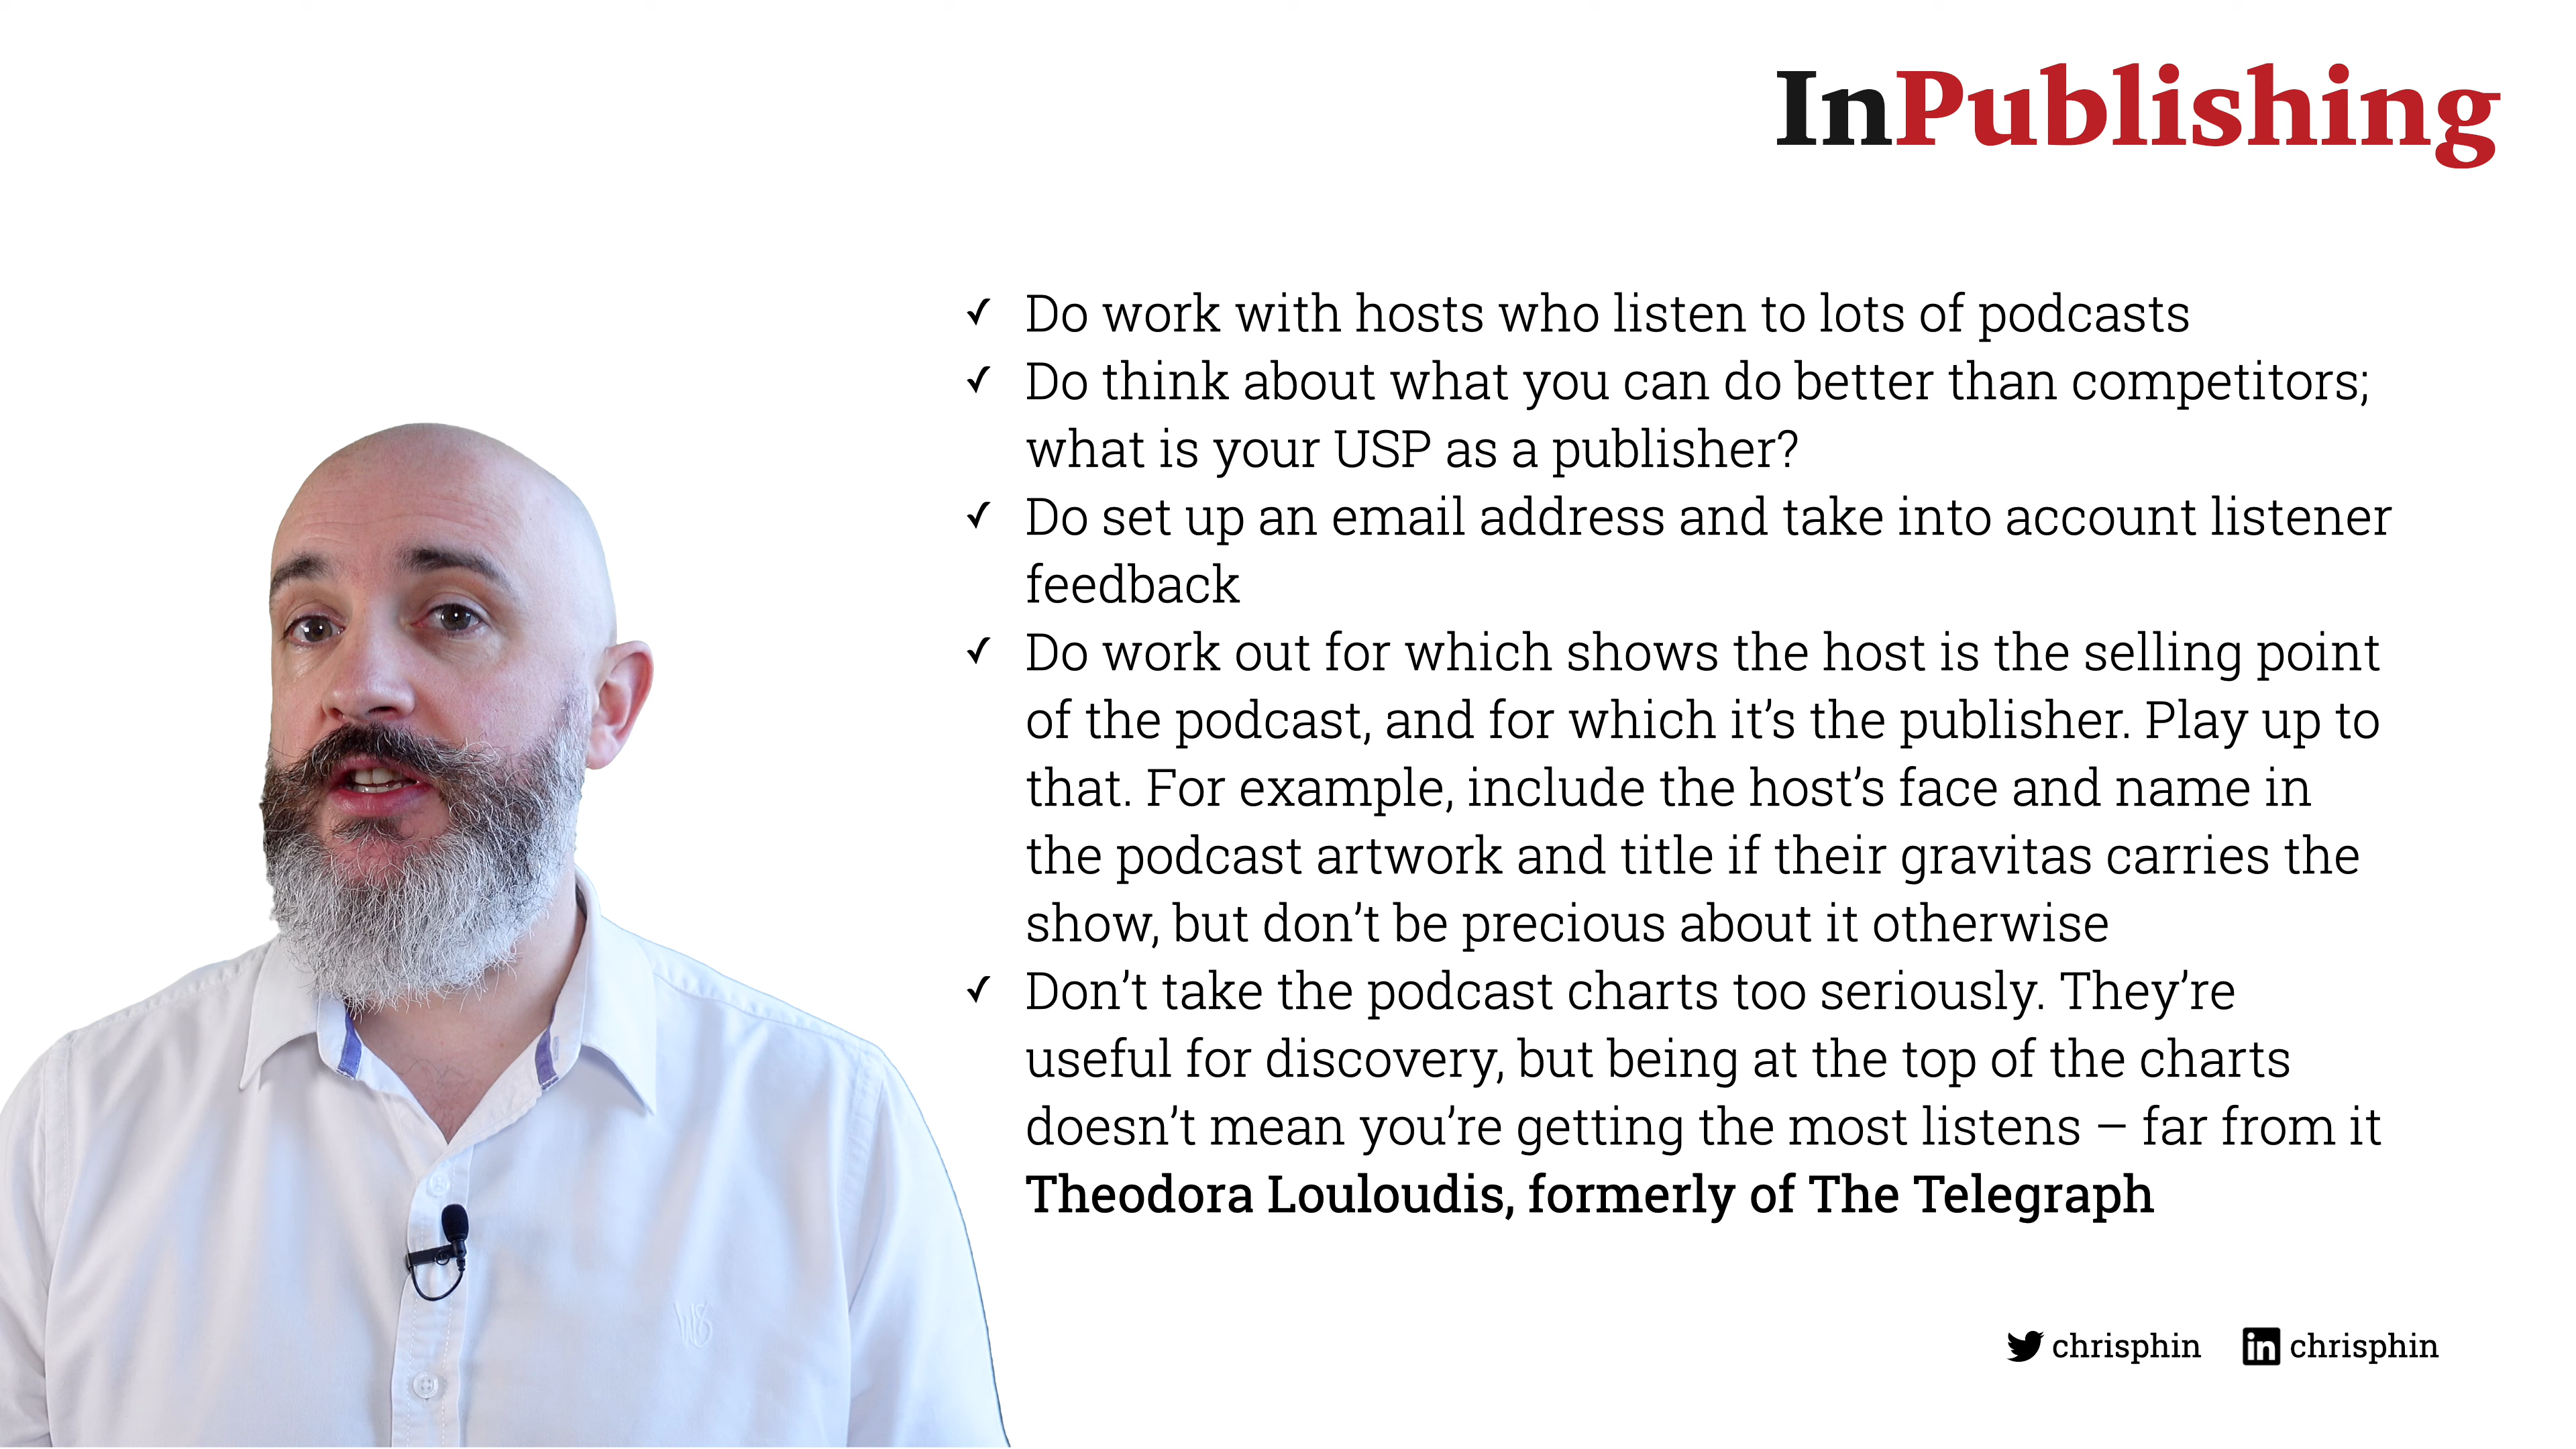 InPublishing
✓ Do work with hosts who listen to lots of podcasts
✓ Do think about what you can do better than competitors;
what is your USP as a publisher?
✓ Do set up an email address and take into account listener
feedback
✓ Do work out for which shows the host is the selling point
of the podcast, and for which it’s the publisher. Play up to
that. For example, include the host’s face and name in
the podcast artwork and title if their gravitas carries the
show, but don’t be precious about it otherwise
✓ Don’t take the podcast charts too seriously. They’re
useful for discovery, but being at the top of the charts
doesn’t mean you’re getting the most listens – far from it
Theodora Louloudis, formerly of The Telegraph
chrisphin in chrisphin